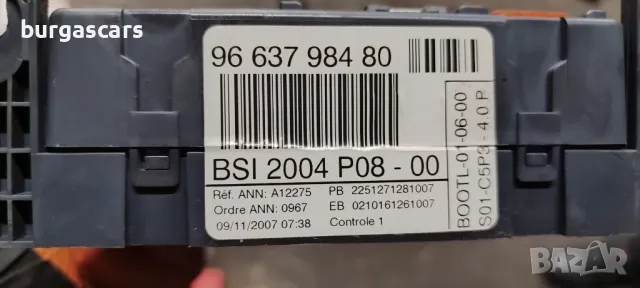 burgascars
96 637 984 80
BSI 2004 P08 - 00
Réf. ANN: A12275 PB 2251271281007
Ordre ANN: 0967 EB 0210161261007
09/11/2007 07:38 Controle 1
BOOTL-01-06-00
S01-C5P3 - 4.0 P
BAZAR